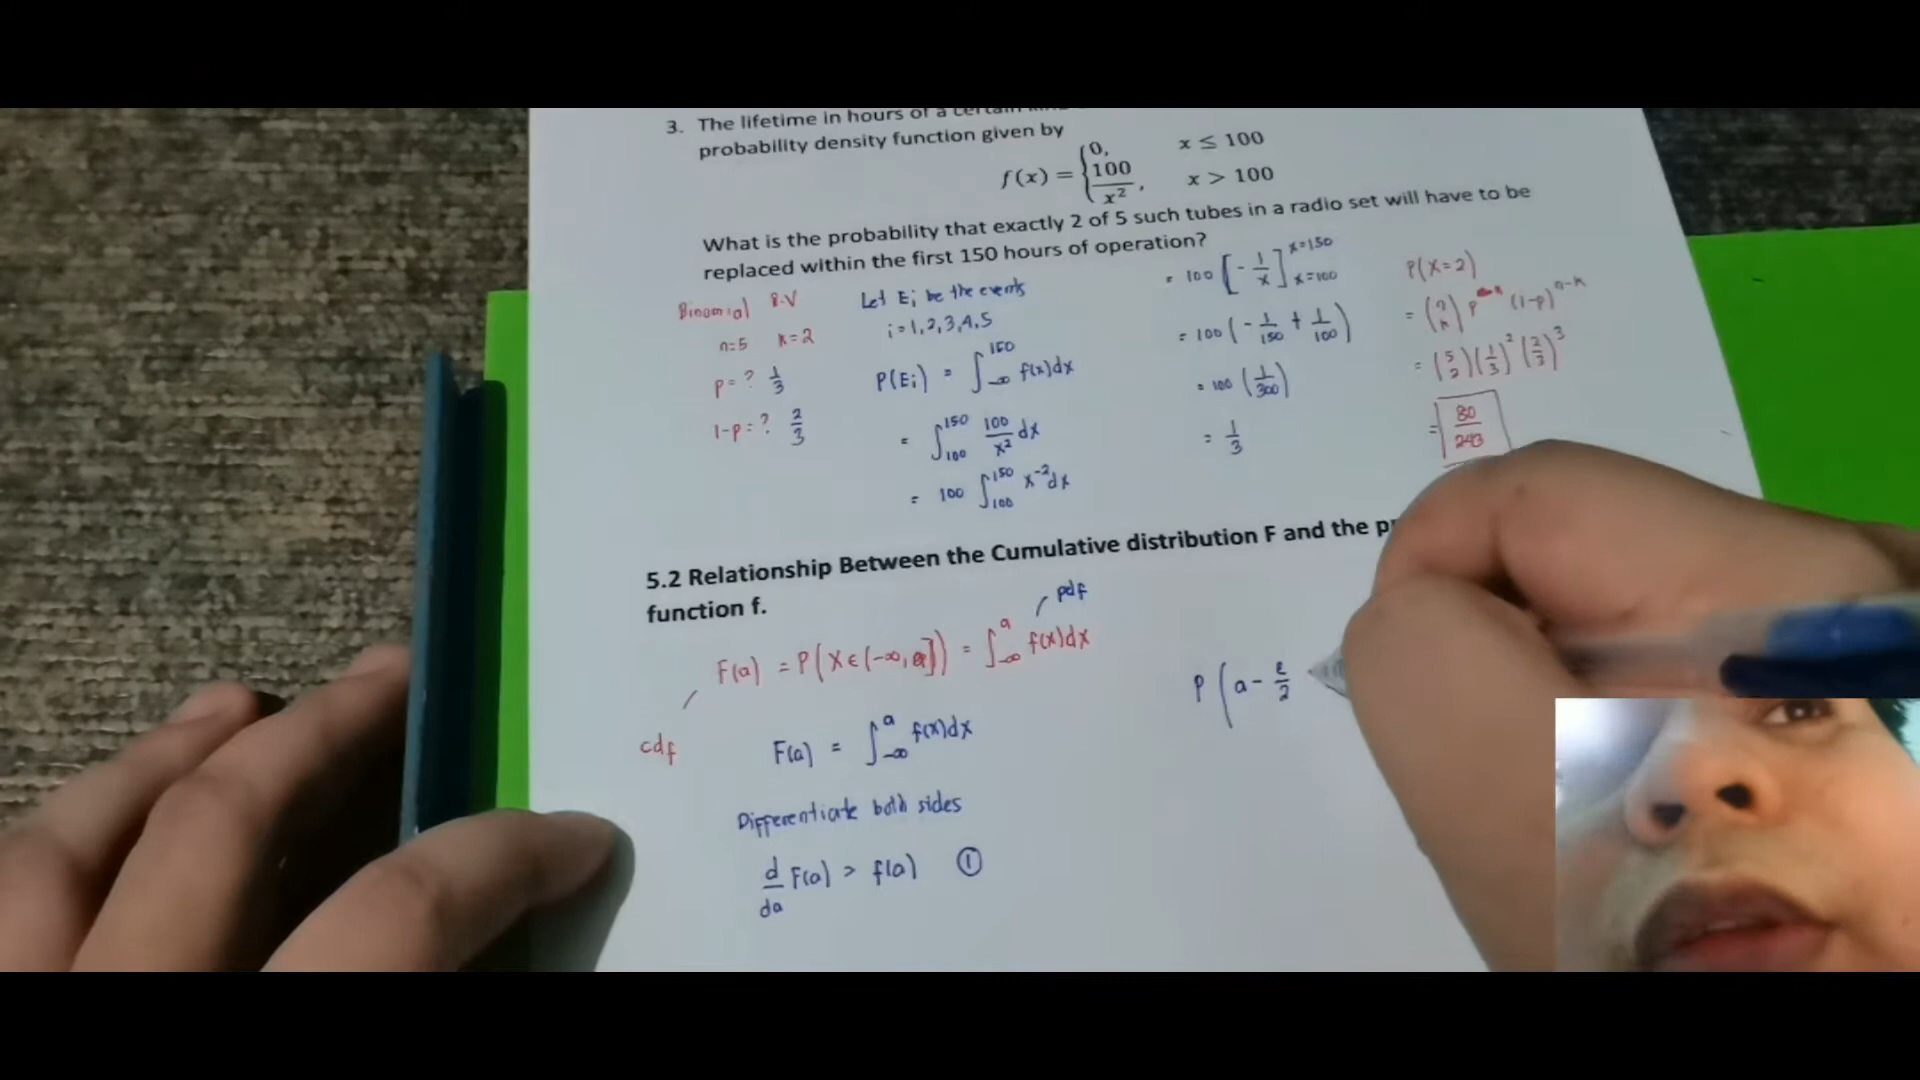 3. The lifetime in hours of a certain
probability density function given by
f(x) = {0, x ≤ 100
100/x², x > 100
What is the probability that exactly 2 of 5 such tubes in a radio set will have to be
replaced within the first 150 hours of operation?
Binomial R.V
n=5 k=2
p=? 1/3
1-p=? 2/3
Let Ei be the events
i=1,2,3,4,5
P(Ei) = ∫_-∞^150 f(x)dx
= ∫_100^150 100/x² dx
= 100 ∫_100^150 x^-2 dx
= 100 [-1/x] x=150 x=100
= 100 (-1/150 + 1/100)
= 100 (1/300)
= 1/3
P(X=2)
= (n k) p (1-p)^n-k
= (5 2)(1/3)^2 (2/3)^3
= 80/243
5.2 Relationship Between the Cumulative distribution F and the
function f.
pdf
F(a) = P(X∈(-∞,a]) = ∫_-∞^a f(x)dx
cdf
F(a) = ∫_-∞^a f(x)dx
Differentiate both sides
d/da F(a) = f(a) ①
P(a - ε/2